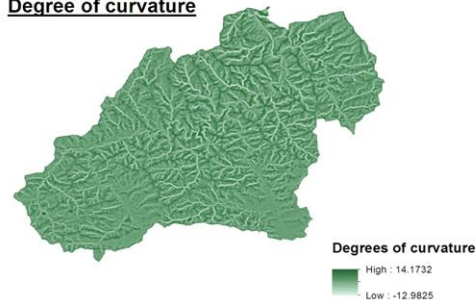 Degree of curvature
Degrees of curvature
High : 14.1732
Low : -12.9825